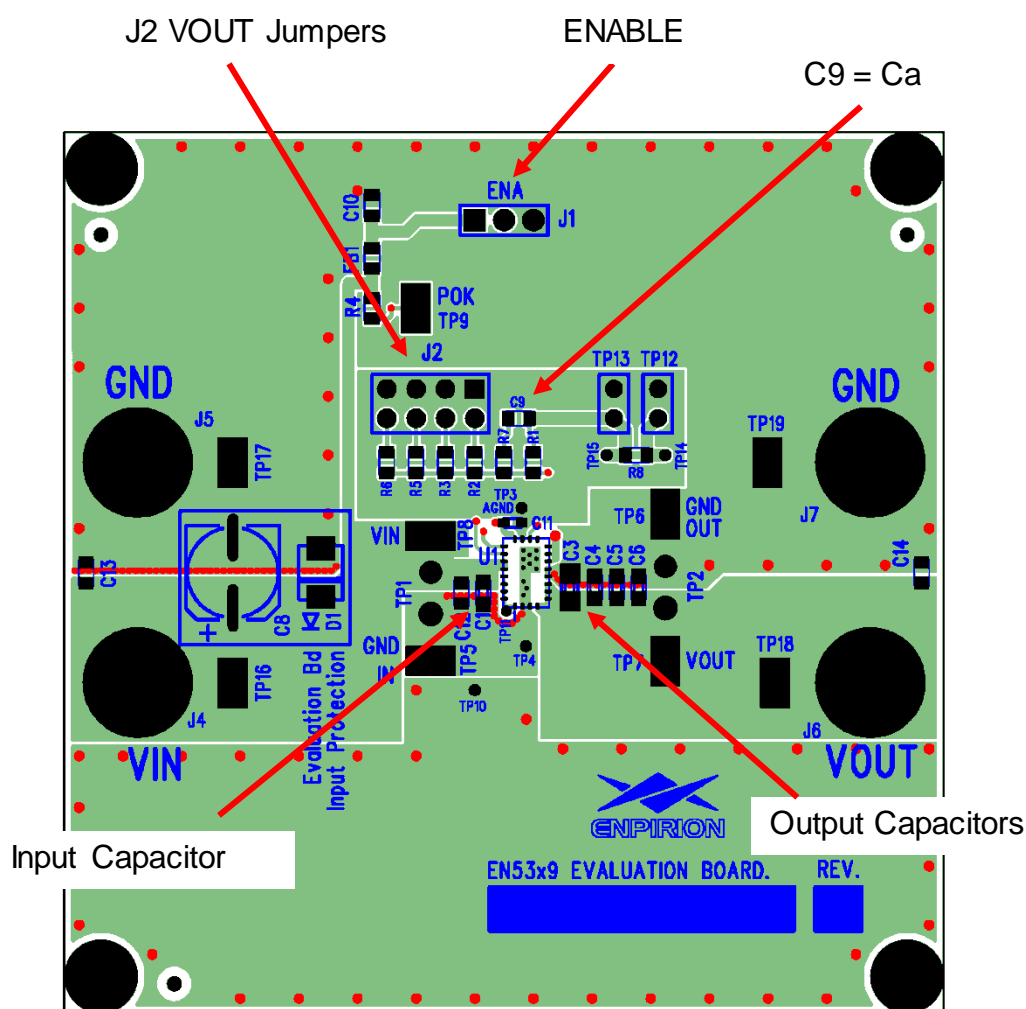 J2 VOUT Jumpers
ENABLE
C9 = Ca
ENA
J1
C10
FB1
R4
POK
TP9
J2
TP13
TP12
GND
GND
C9
J5
TP17
R7
R1
TP19
R6
R5
R3
R2
TP15
R8
TP14
TP3
AGND
C11
VIN
TP8
TP6
GND
OUT
J7
U1
C3
C4
C5
C6
C13
C14
TP1
TP2
C12
C1
TP11
C8
D1
+
GND
IN
TP5
TP4
TP7
VOUT
TP18
TP16
TP10
J4
J6
VIN
VOUT
Evaluation Bd
Input Protection
ENPIRION
Input Capacitor
Output Capacitors
EN53x9 EVALUATION BOARD.
REV.